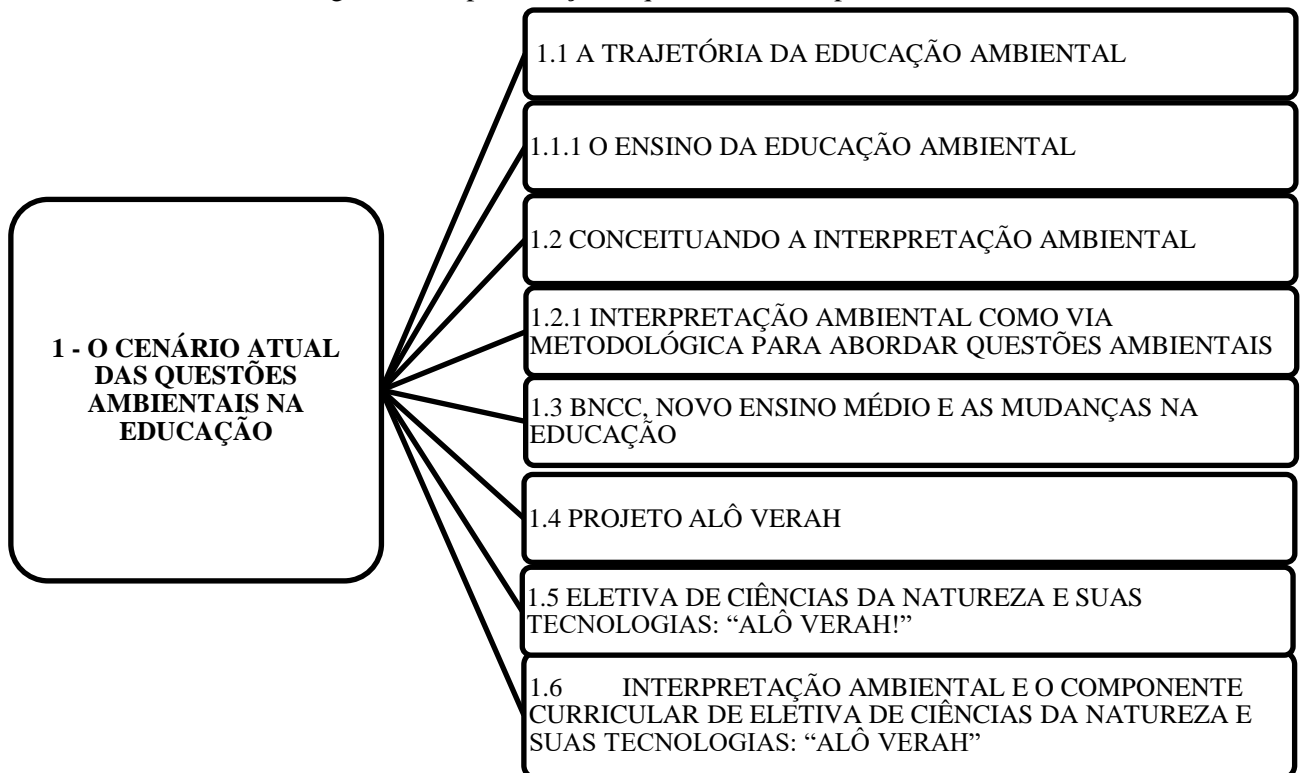 1.1 A TRAJETÓRIA DA EDUCAÇÃO AMBIENTAL
1.1.1 O ENSINO DA EDUCAÇÃO AMBIENTAL
1.2 CONCEITUANDO A INTERPRETAÇÃO AMBIENTAL
1 - O CENÁRIO ATUAL
DAS QUESTÕES
AMBIENTAIS NA
EDUCAÇÃO
1.2.1 INTERPRETAÇÃO AMBIENTAL COMO VIA
METODOLÓGICA PARA ABORDAR QUESTÕES AMBIENTAIS
1.3 BNCC, NOVO ENSINO MÉDIO E AS MUDANÇAS NA
EDUCAÇÃO
1.4 PROJETO ALÔ VERAH
1.5 ELETIVA DE CIÊNCIAS DA NATUREZA E SUAS
TECNOLOGIAS: “ALÔ VERAH!”
1.6 INTERPRETAÇÃO AMBIENTAL E O COMPONENTE
CURRICULAR DE ELETIVA DE CIÊNCIAS DA NATUREZA E
SUAS TECNOLOGIAS: “ALÔ VERAH”